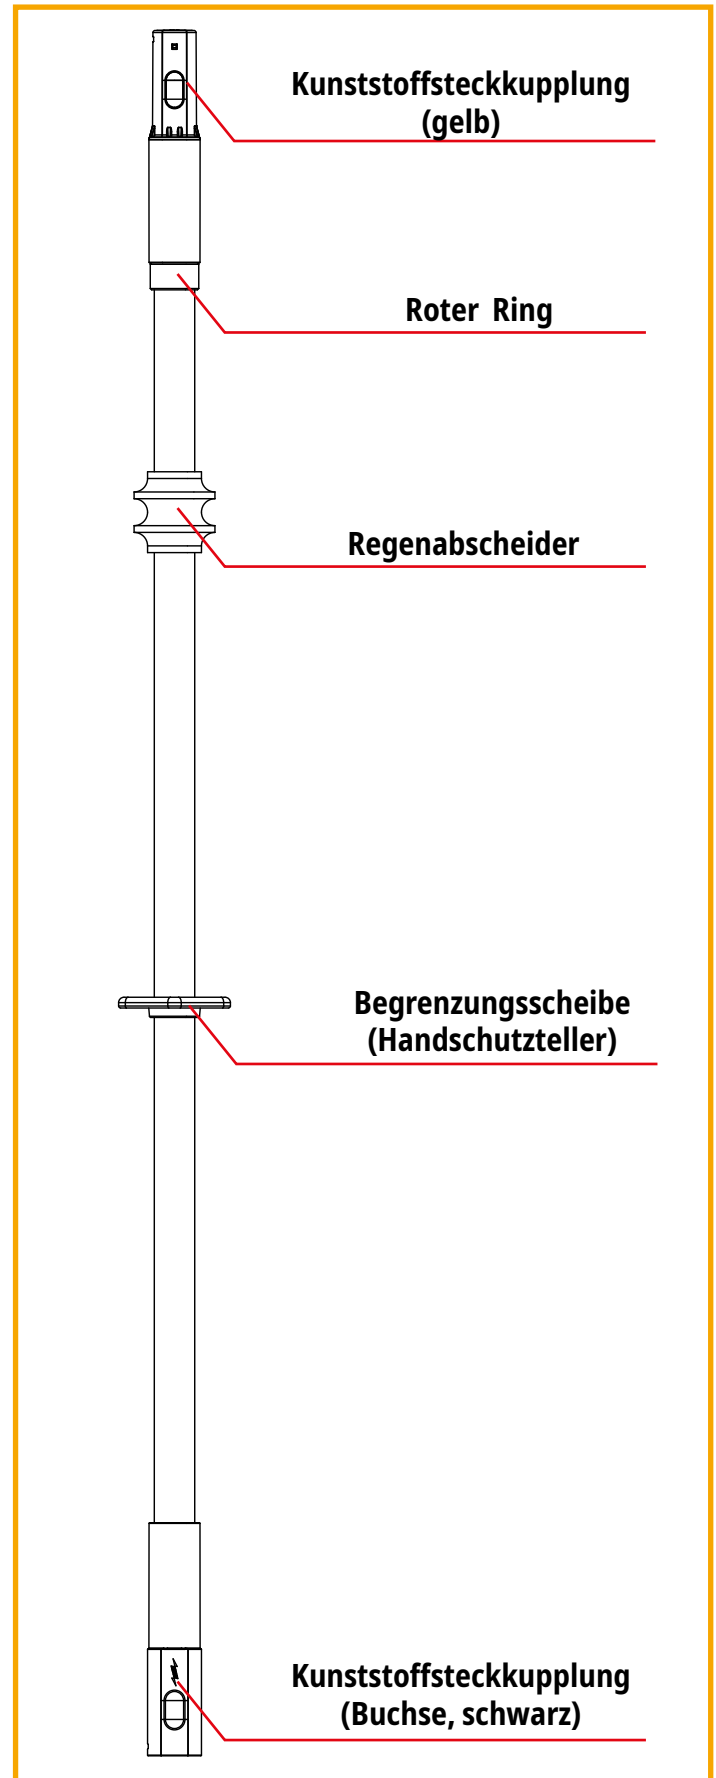 Kunststoffsteckkupplung
(gelb)
Roter Ring
Regenabscheider
Begrenzungsscheibe
(Handschutzteller)
Kunststoffsteckkupplung
(Buchse, schwarz)